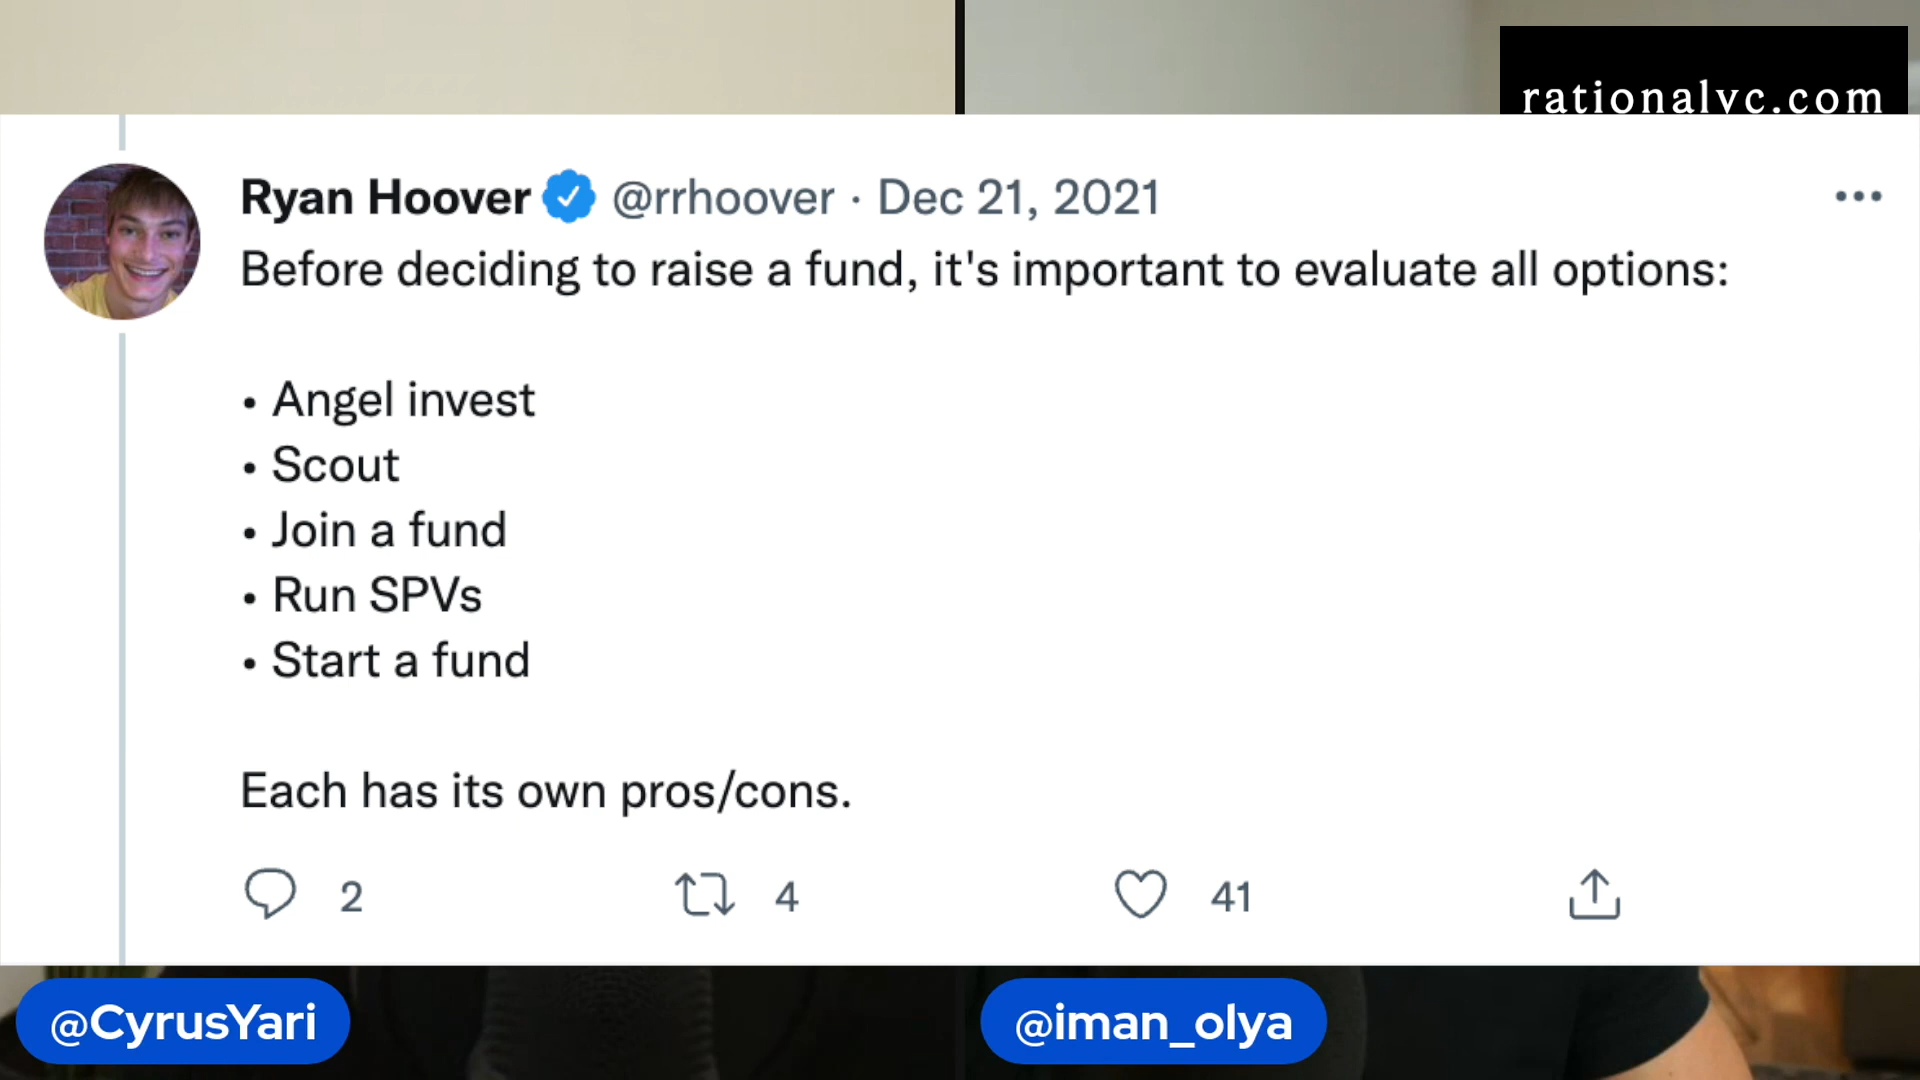 rationalvc.com
Ryan Hoover @rrhoover · Dec 21, 2021
Before deciding to raise a fund, it's important to evaluate all options:
• Angel invest
• Scout
• Join a fund
• Run SPVs
• Start a fund
Each has its own pros/cons.
2 4 41
@CyrusYari @iman_olya